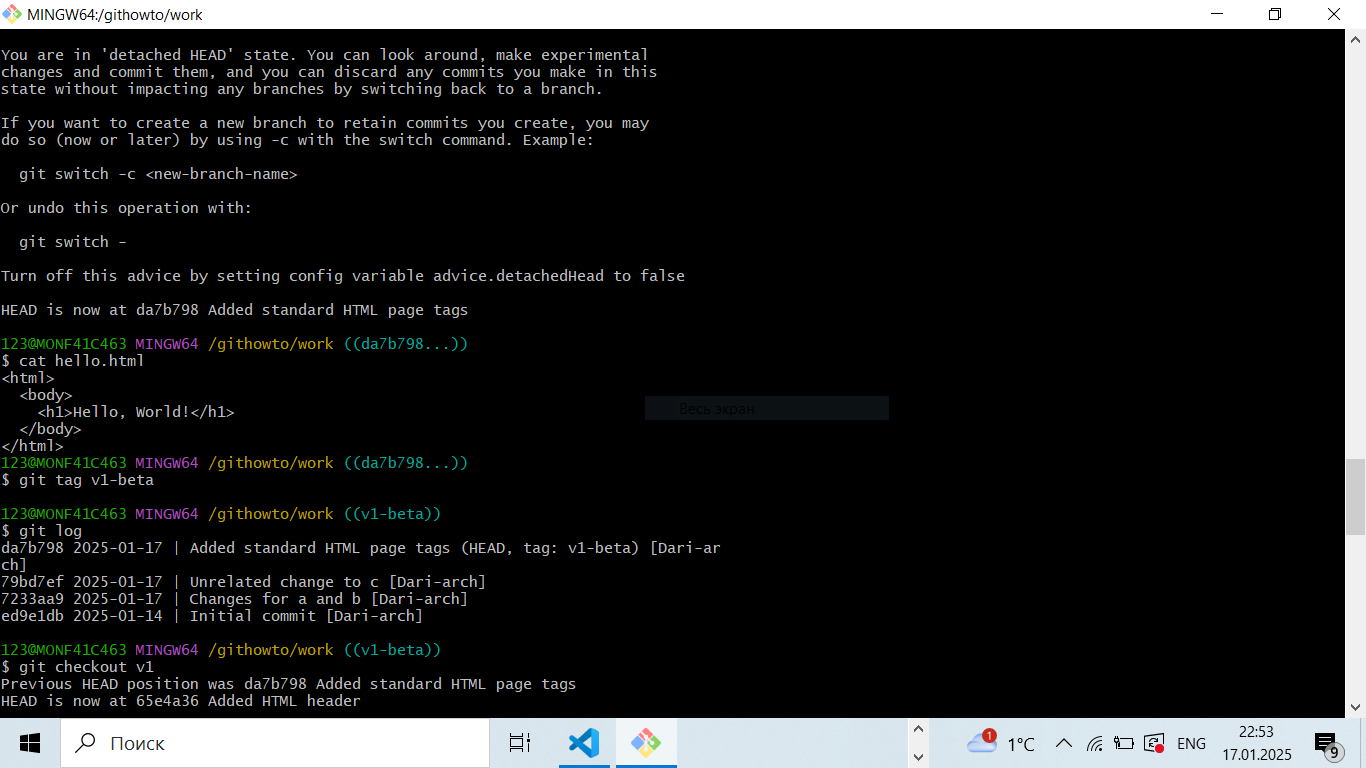 MINGW64:/githowto/work
You are in 'detached HEAD' state. You can look around, make experimental
changes and commit them, and you can discard any commits you make in this
state without impacting any branches by switching back to a branch.
If you want to create a new branch to retain commits you create, you may
do so (now or later) by using -c with the switch command. Example:
  git switch -c <new-branch-name>
Or undo this operation with:
  git switch -
Turn off this advice by setting config variable advice.detachedHead to false
HEAD is now at da7b798 Added standard HTML page tags
123@MONF41C463 MINGW64 /githowto/work ((da7b798...))
$ cat hello.html
<html>
  <body>
    <h1>Hello, World!</h1>
  </body>
</html>
Весь экран
123@MONF41C463 MINGW64 /githowto/work ((da7b798...))
$ git tag v1-beta
123@MONF41C463 MINGW64 /githowto/work ((v1-beta))
$ git log
da7b798 2025-01-17 | Added standard HTML page tags (HEAD, tag: v1-beta) [Dari-ar
ch]
79bd7ef 2025-01-17 | Unrelated change to c [Dari-arch]
7233aa9 2025-01-17 | Changes for a and b [Dari-arch]
ed9e1db 2025-01-14 | Initial commit [Dari-arch]
123@MONF41C463 MINGW64 /githowto/work ((v1-beta))
$ git checkout v1
Previous HEAD position was da7b798 Added standard HTML page tags
HEAD is now at 65e4a36 Added HTML header
Поиск
1
1°C
ENG
22:53
17.01.2025
9